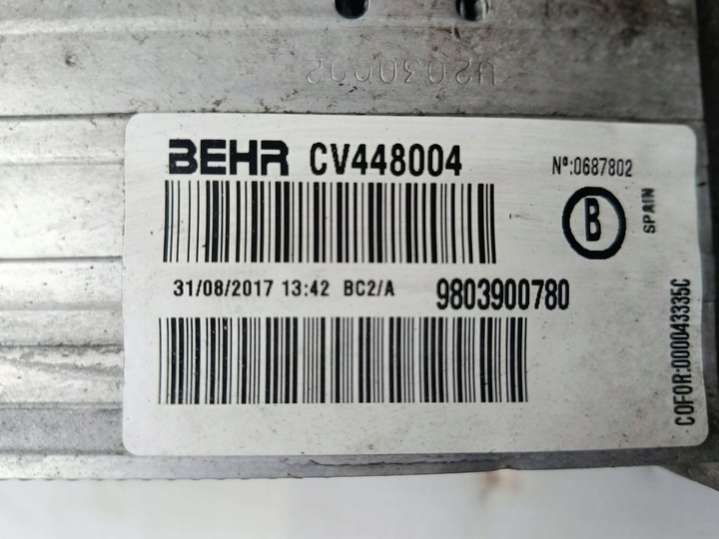 BEHR CV448004
Nº:0687802
B
SPAIN
31/08/2017 13:42 BC2/A 9803900780
COFOR:000043335C